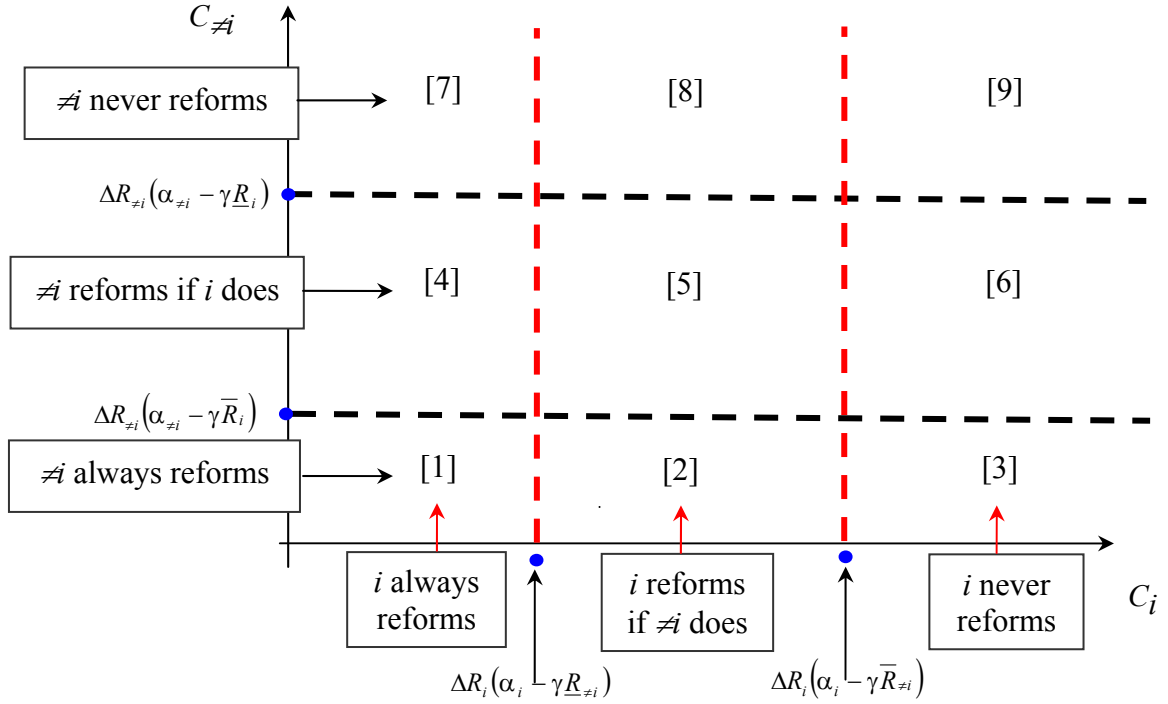 C≠i
≠i never reforms
[7] [8] [9]
ΔR≠i(α≠i − γR̲i)
≠i reforms if i does
[4] [5] [6]
ΔR≠i(α≠i − γR̅i)
≠i always reforms
[1] [2] [3]
i always
reforms
i reforms
if ≠i does
i never
reforms
Ci
ΔRi(αi − γR̲≠i)
ΔRi(αi − γR̅≠i)